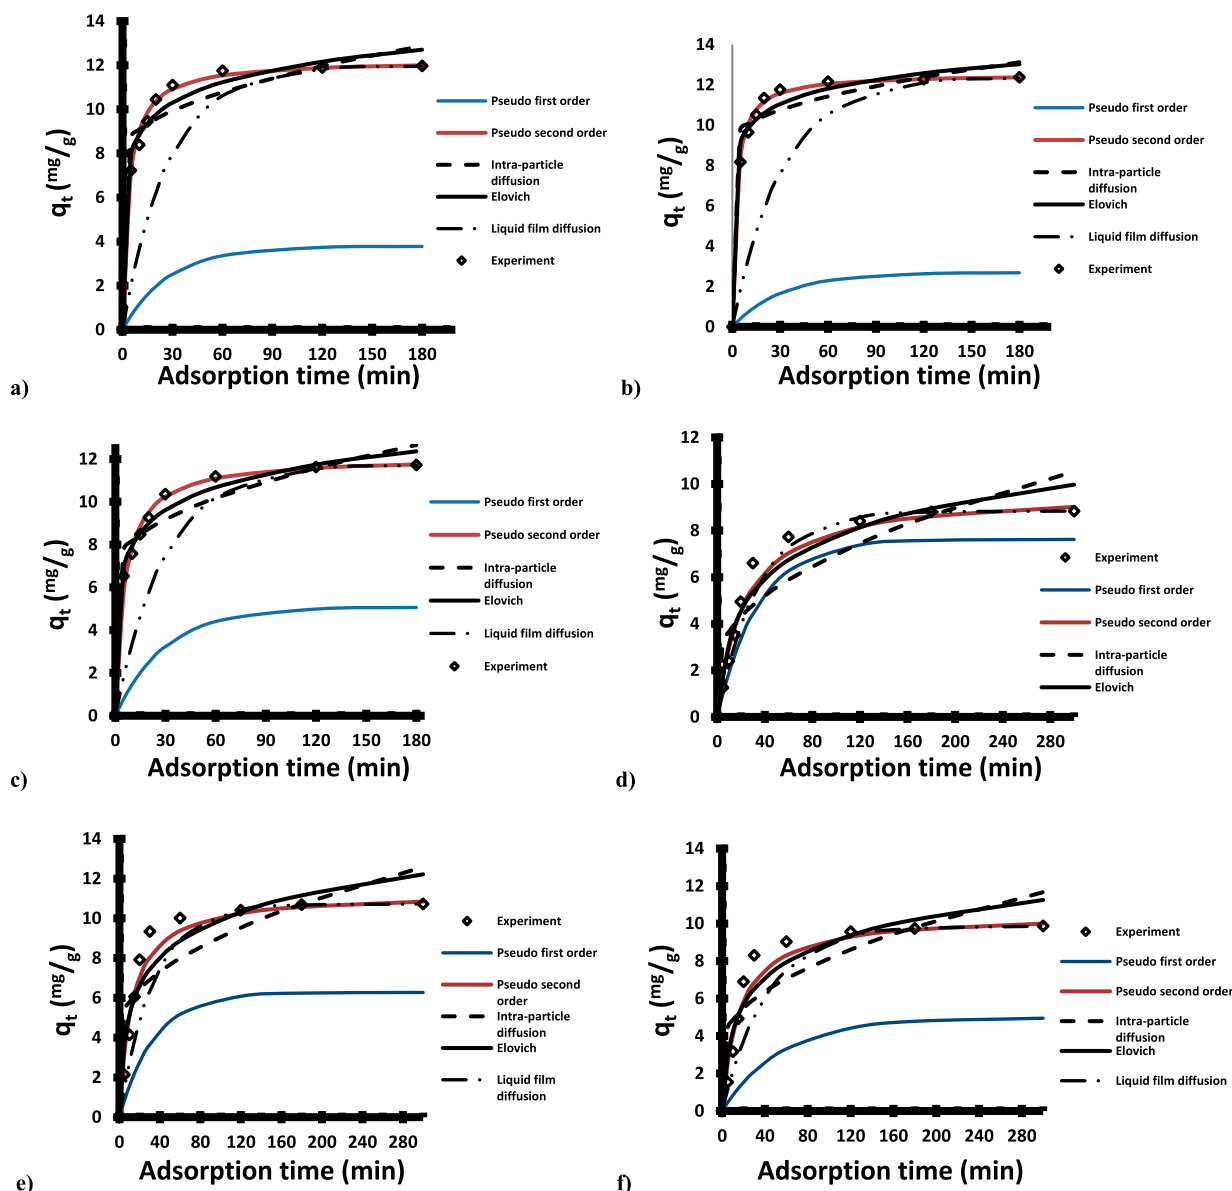 14
12
10
8
6
4
2
0
qt (mg/g)
0 30 60 90 120 150 180
Adsorption time (min)
Pseudo first order
Pseudo second order
Intra-particle
diffusion
Elovich
Liquid film diffusion
Experiment
a)
14
12
10
8
6
4
2
0
qt (mg/g)
0 30 60 90 120 150 180
Adsorption time (min)
Pseudo first order
Pseudo second order
Intra-particle
diffusion
Elovich
Liquid film diffusion
Experiment
b)
12
10
8
6
4
2
0
qt (mg/g)
0 30 60 90 120 150 180
Adsorption time (min)
Pseudo first order
Pseudo second order
Intra-particle
diffusion
Elovich
Liquid film diffusion
Experiment
c)
12
10
8
6
4
2
0
qt (mg/g)
0 40 80 120 160 200 240 280
Adsorption time (min)
Experiment
Pseudo first order
Pseudo second order
Intra-particle
diffusion
Elovich
d)
14
12
10
8
6
4
2
0
qt (mg/g)
0 40 80 120 160 200 240 280
Adsorption time (min)
Experiment
Pseudo first order
Pseudo second
order
Intra-particle
diffusion
Elovich
Liquid film
diffusion
e)
14
12
10
8
6
4
2
0
qt (mg/g)
0 40 80 120 160 200 240 280
Adsorption time (min)
Experiment
Pseudo first order
Pseudo second order
Intra-particle
diffusion
Elovich
Liquid film diffusion
f)